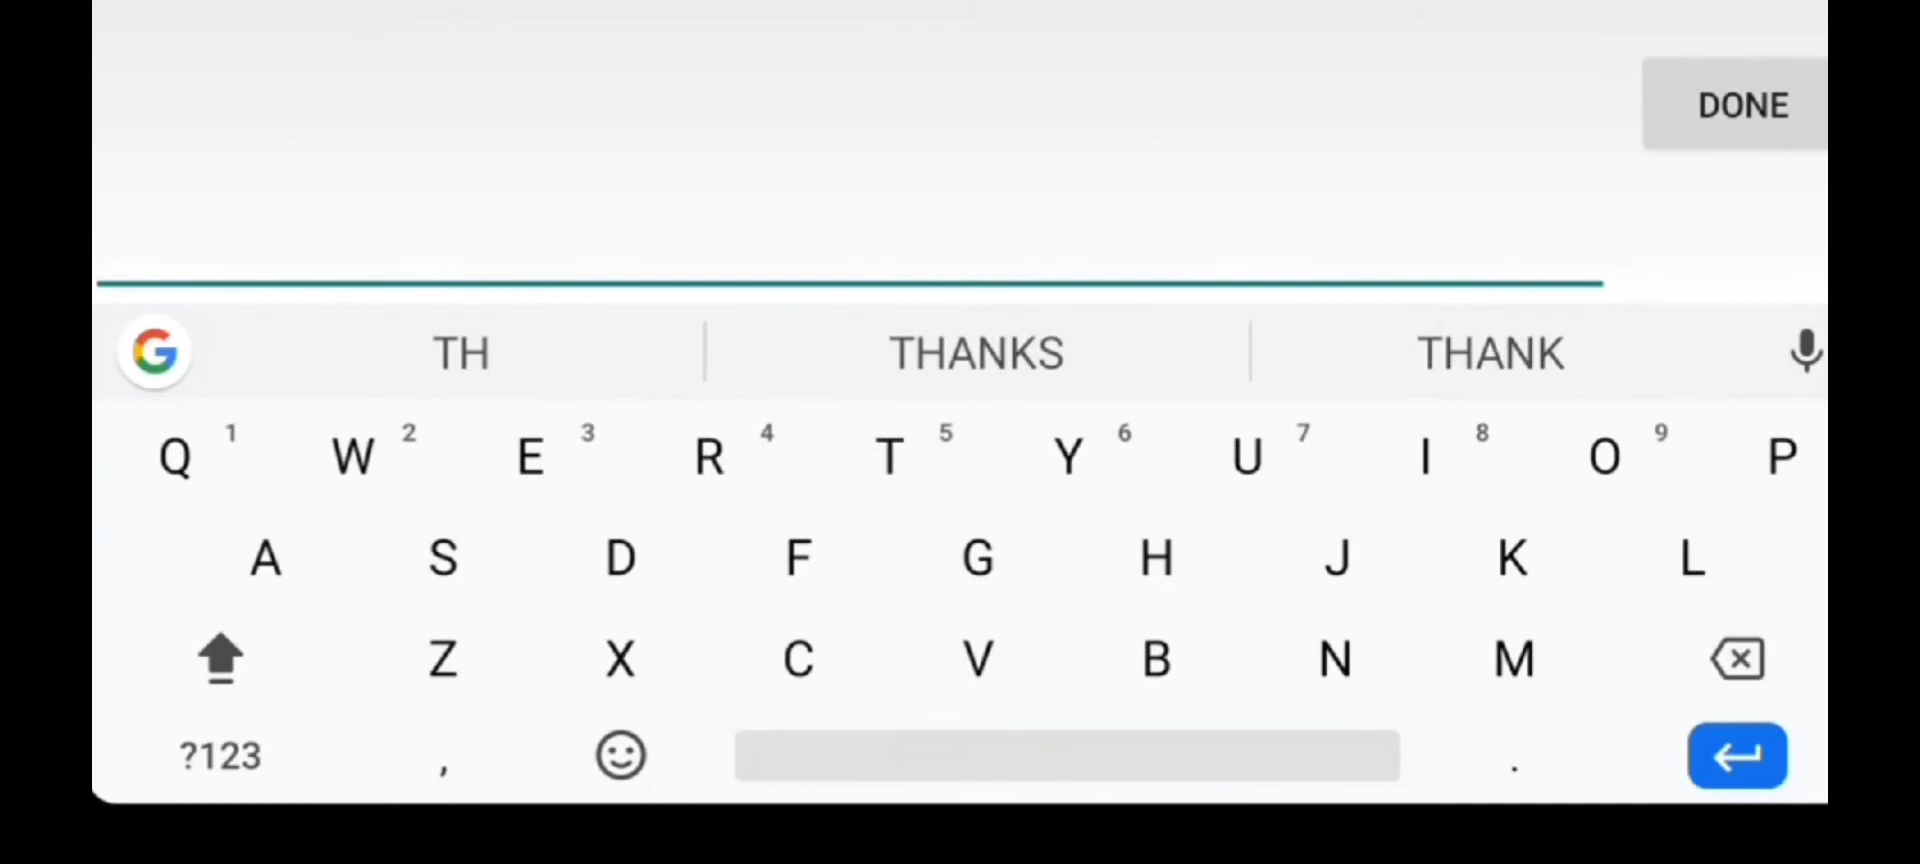 DONE
G TH THANKS THANK
Q 1 W 2 E 3 R 4 T 5 Y 6 U 7 I 8 O 9 P
A S D F G H J K L
Z X C V B N M
?123 , .